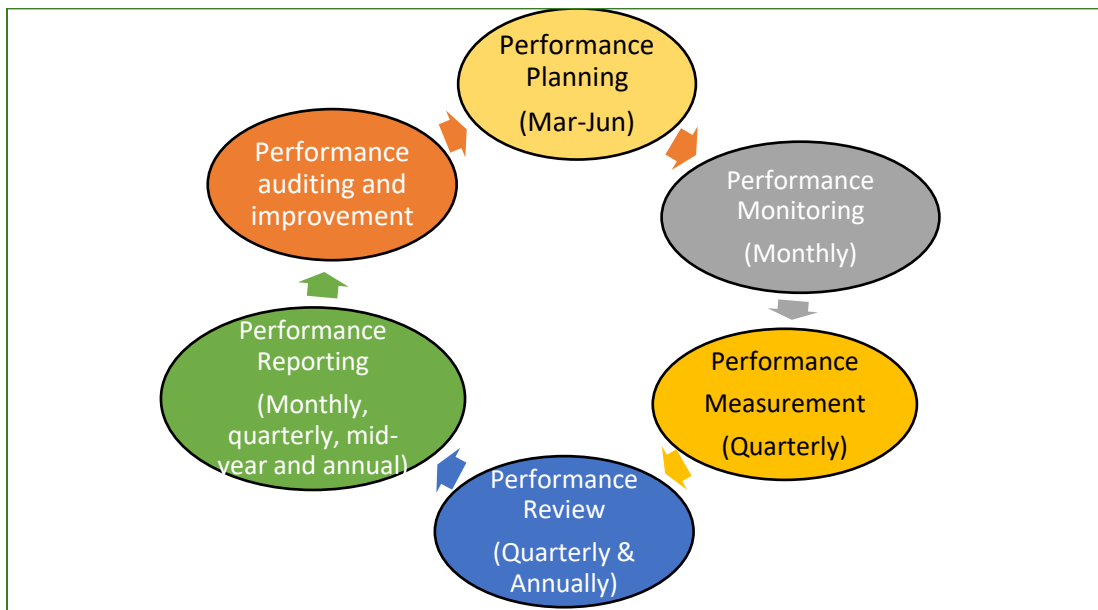 Performance
Planning
(Mar-Jun)
Performance
Monitoring
(Monthly)
Performance
Measurement
(Quarterly)
Performance
Review
(Quarterly &
Annually)
Performance
Reporting
(Monthly,
quarterly, mid-
year and annual)
Performance
auditing and
improvement